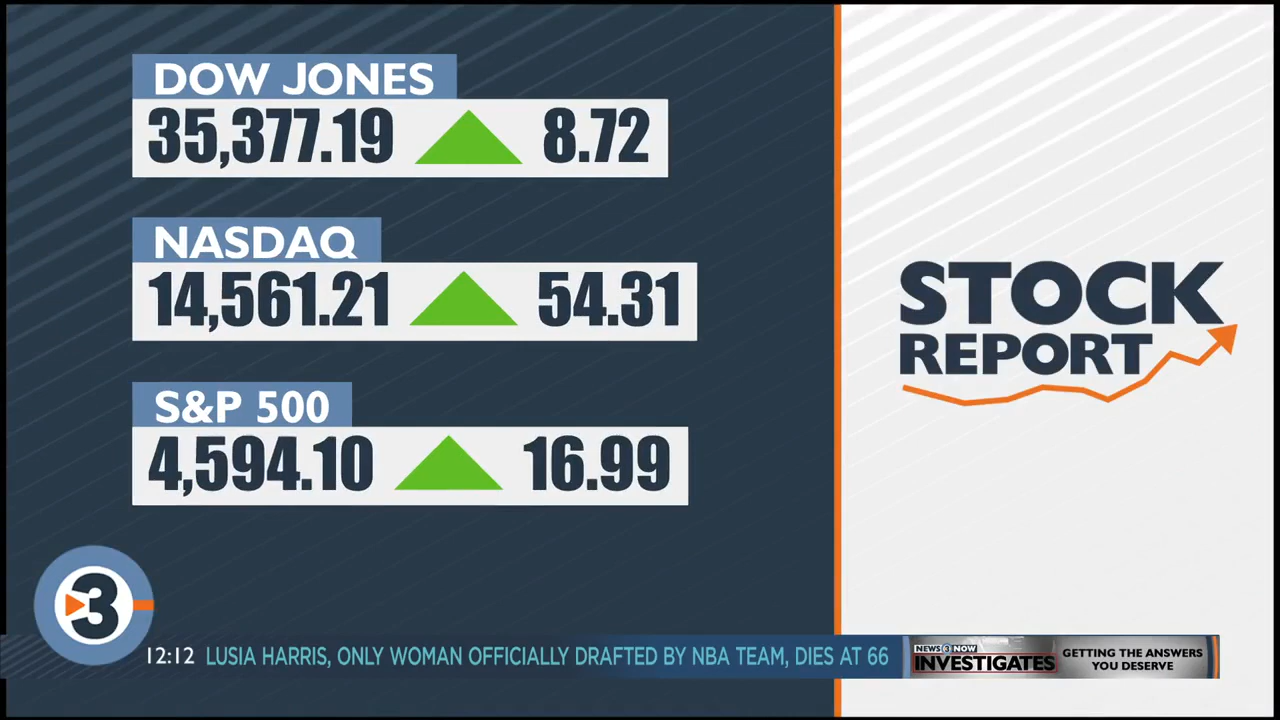 DOW JONES
35,377.19 8.72
NASDAQ
14,561.21 54.31
S&P 500
4,594.10 16.99
STOCK
REPORT
3
12:12 LUSIA HARRIS, ONLY WOMAN OFFICIALLY DRAFTED BY NBA TEAM, DIES AT 66
NEWS 3 NOW
INVESTIGATES
GETTING THE ANSWERS
YOU DESERVE